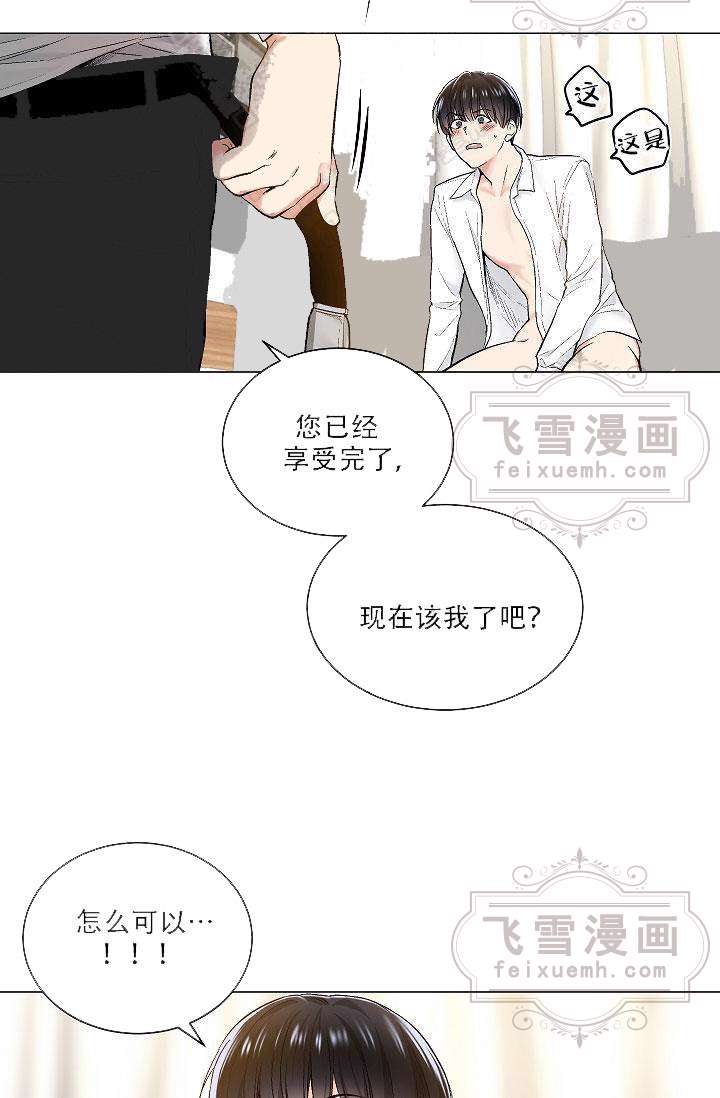 这
这是
您已经
享受完了,
飞雪漫画
feixuemh.com
现在该我了吧?
怎么可以…
!!!
飞雪漫画
feixuemh.com